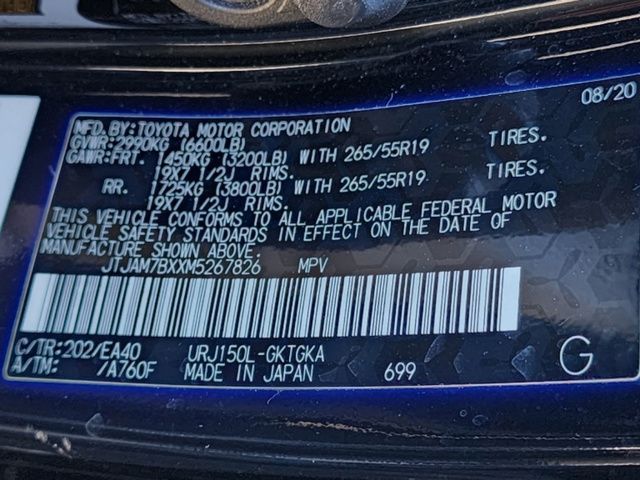 08/20
MFD.BY:TOYOTA MOTOR CORPORATION
GVWR:2990KG (6600LB)
GAWR:FRT. 1450KG (3200LB) WITH 265/55R19 TIRES.
19X7 1/2J RIMS.
RR. 1725KG (3800LB) WITH 265/55R19 TIRES.
19X7 1/2J RIMS.
THIS VEHICLE CONFORMS TO ALL APPLICABLE FEDERAL MOTOR
VEHICLE SAFETY STANDARDS IN EFFECT ON THE DATE OF
MANUFACTURE SHOWN ABOVE.
JTJAM7BXXM5267826 MPV
C/TR:202/EA40 URJ150L-GKTGKA
A/TM: /A760F MADE IN JAPAN 699 G